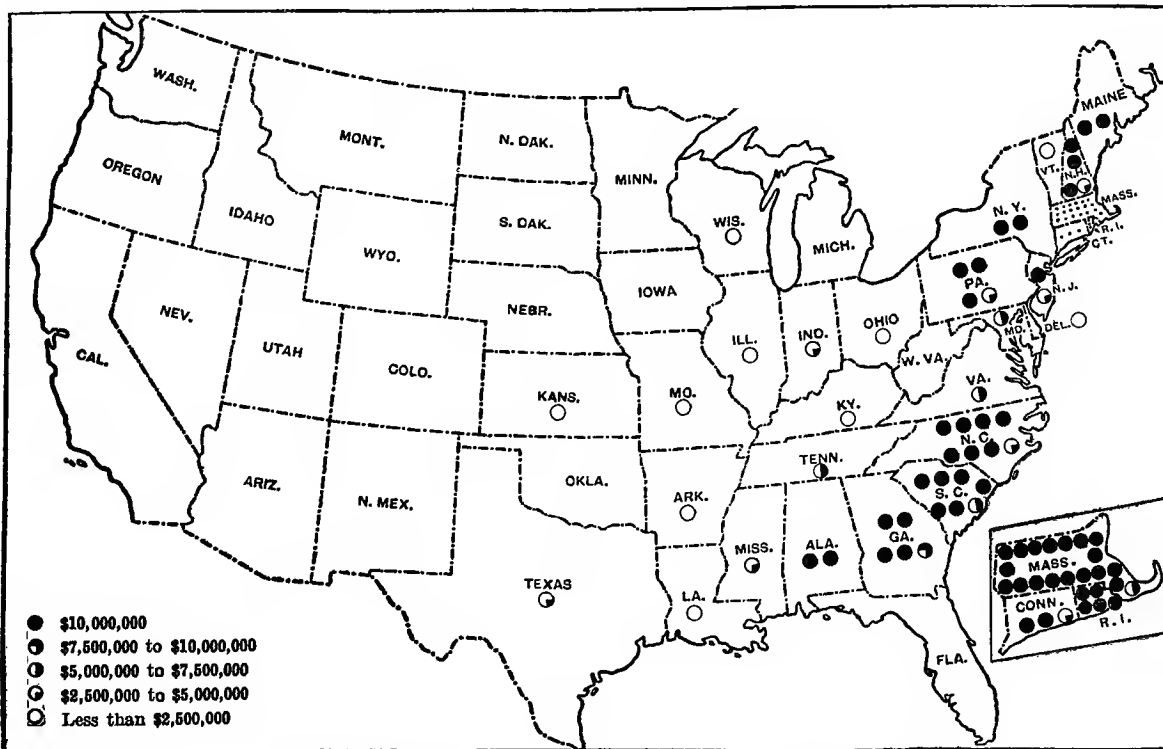 WASH.
MONT.
N. DAK.
MINN.
MAINE
OREGON
IDAHO
S. DAK.
WIS.
MICH.
VT.
N.H.
MASS.
N. Y.
R. I.
CT.
WYO.
IOWA
NEBR.
PA.
N. J.
NEV.
UTAH
COLO.
ILL.
IND.
OHIO
MD.
DEL.
CAL.
KANS.
MO.
W. VA.
VA.
KY.
N. C.
TENN.
ARIZ.
N. MEX.
OKLA.
ARK.
S. C.
MISS.
ALA.
GA.
TEXAS
LA.
FLA.
MASS.
CONN.
R. I.
$10,000,000
$7,500,000 to $10,000,000
$5,000,000 to $7,500,000
$2,500,000 to $5,000,000
Less than $2,500,000